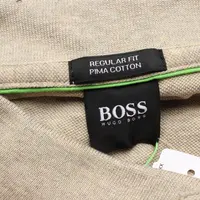 REGULAR FIT
PIMA COTTON
BOSS
HUGO BOSS